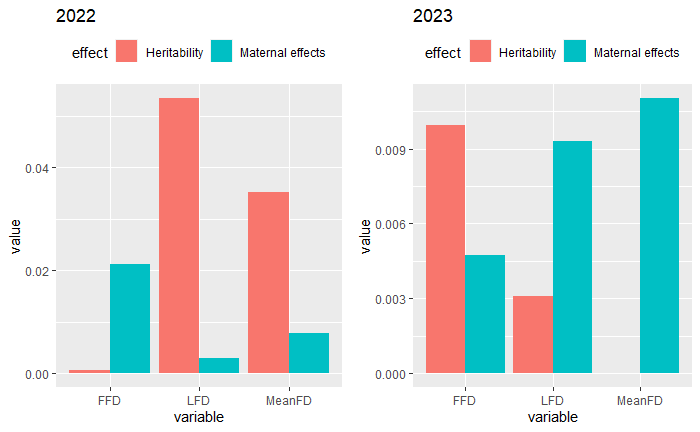 2022
effect Heritability Maternal effects
value
0.04
0.02
0.00
FFD LFD MeanFD
variable
2023
effect Heritability Maternal effects
value
0.009
0.006
0.003
0.000
FFD LFD MeanFD
variable